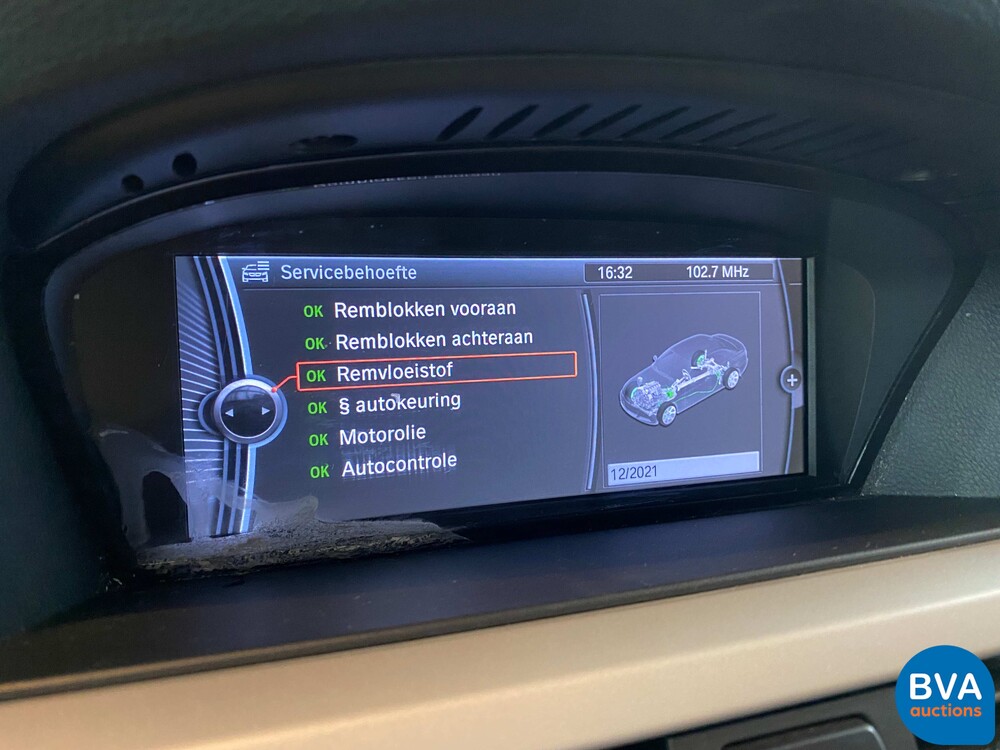 Servicebehoefte 16:32 102.7 MHz
OK Remblokken vooraan
OK Remblokken achteraan
OK Remvloeistof
OK § autokeuring
OK Motorolie
OK Autocontrole
12/2021
BVA
auctions